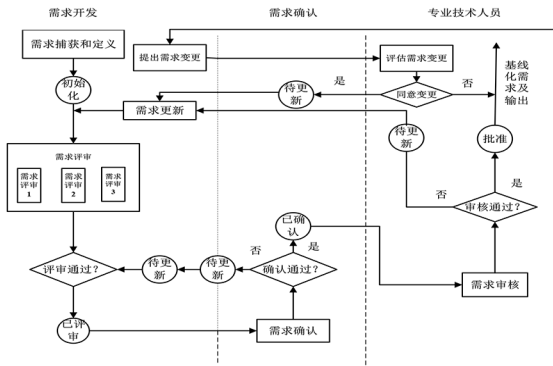 需求开发
需求确认
专业技术人员
需求捕获和定义
提出需求变更
评估需求变更
基线
化需
求及
输出
初始
化
是
待更
新
同意变更
否
需求更新
待更
新
批准
需求评审
需求
评审
1
需求
评审
2
需求
评审
3
否
是
审核通过?
已确
认
否
是
评审通过?
待更
新
待更
新
确认通过?
需求审核
已评
审
需求确认